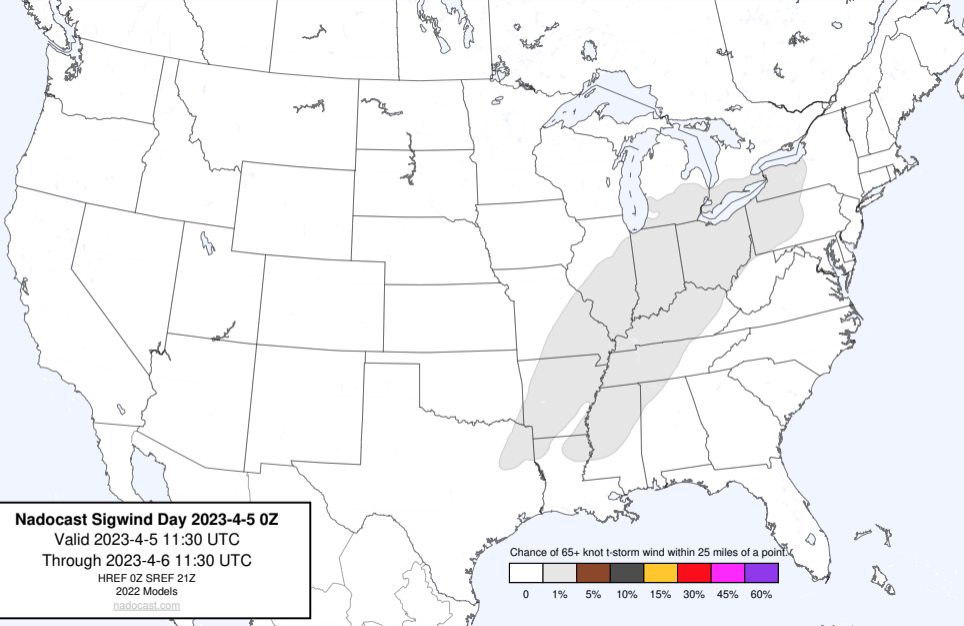 Nadocast Sigwind Day 2023-4-5 0Z
Valid 2023-4-5 11:30 UTC
Through 2023-4-6 11:30 UTC
HREF 0Z SREF 21Z
2022 Models
nadocast.com
Chance of 65+ knot t-storm wind within 25 miles of a point.
0 1% 5% 10% 15% 30% 45% 60%